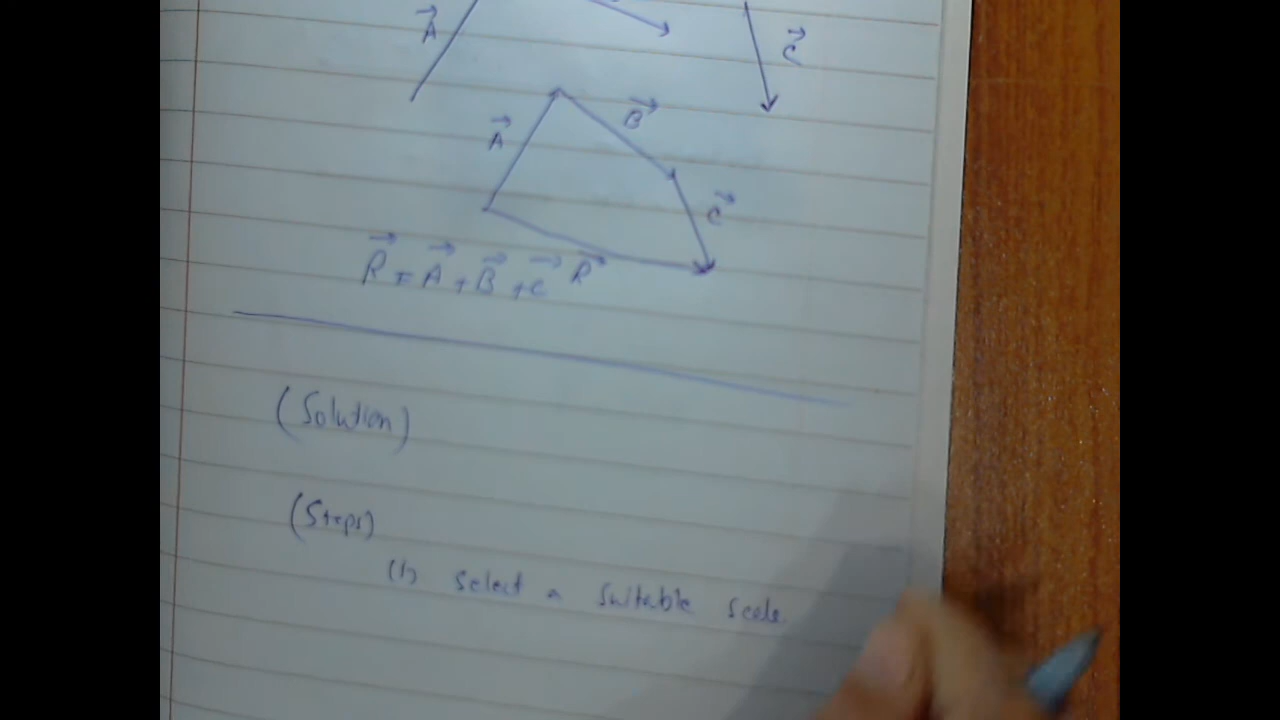 A C
A B
C
R = A + B + C R
(Solution)
(Steps)
(1) Select a Suitable Scale.